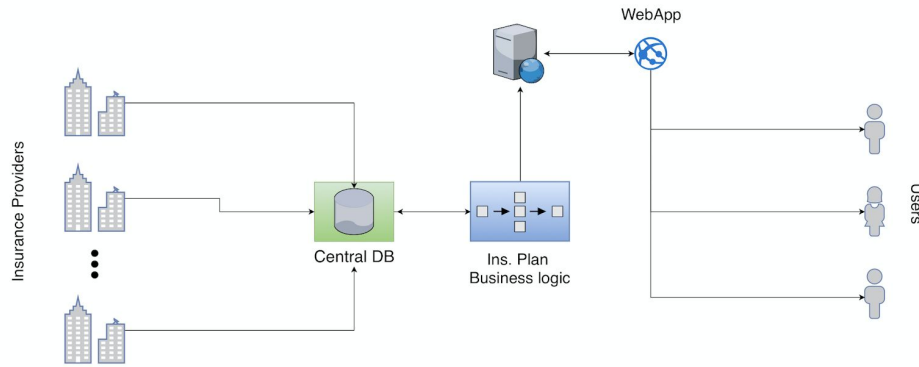 WebApp
Insurance Providers
Central DB
Ins. Plan
Business logic
Users